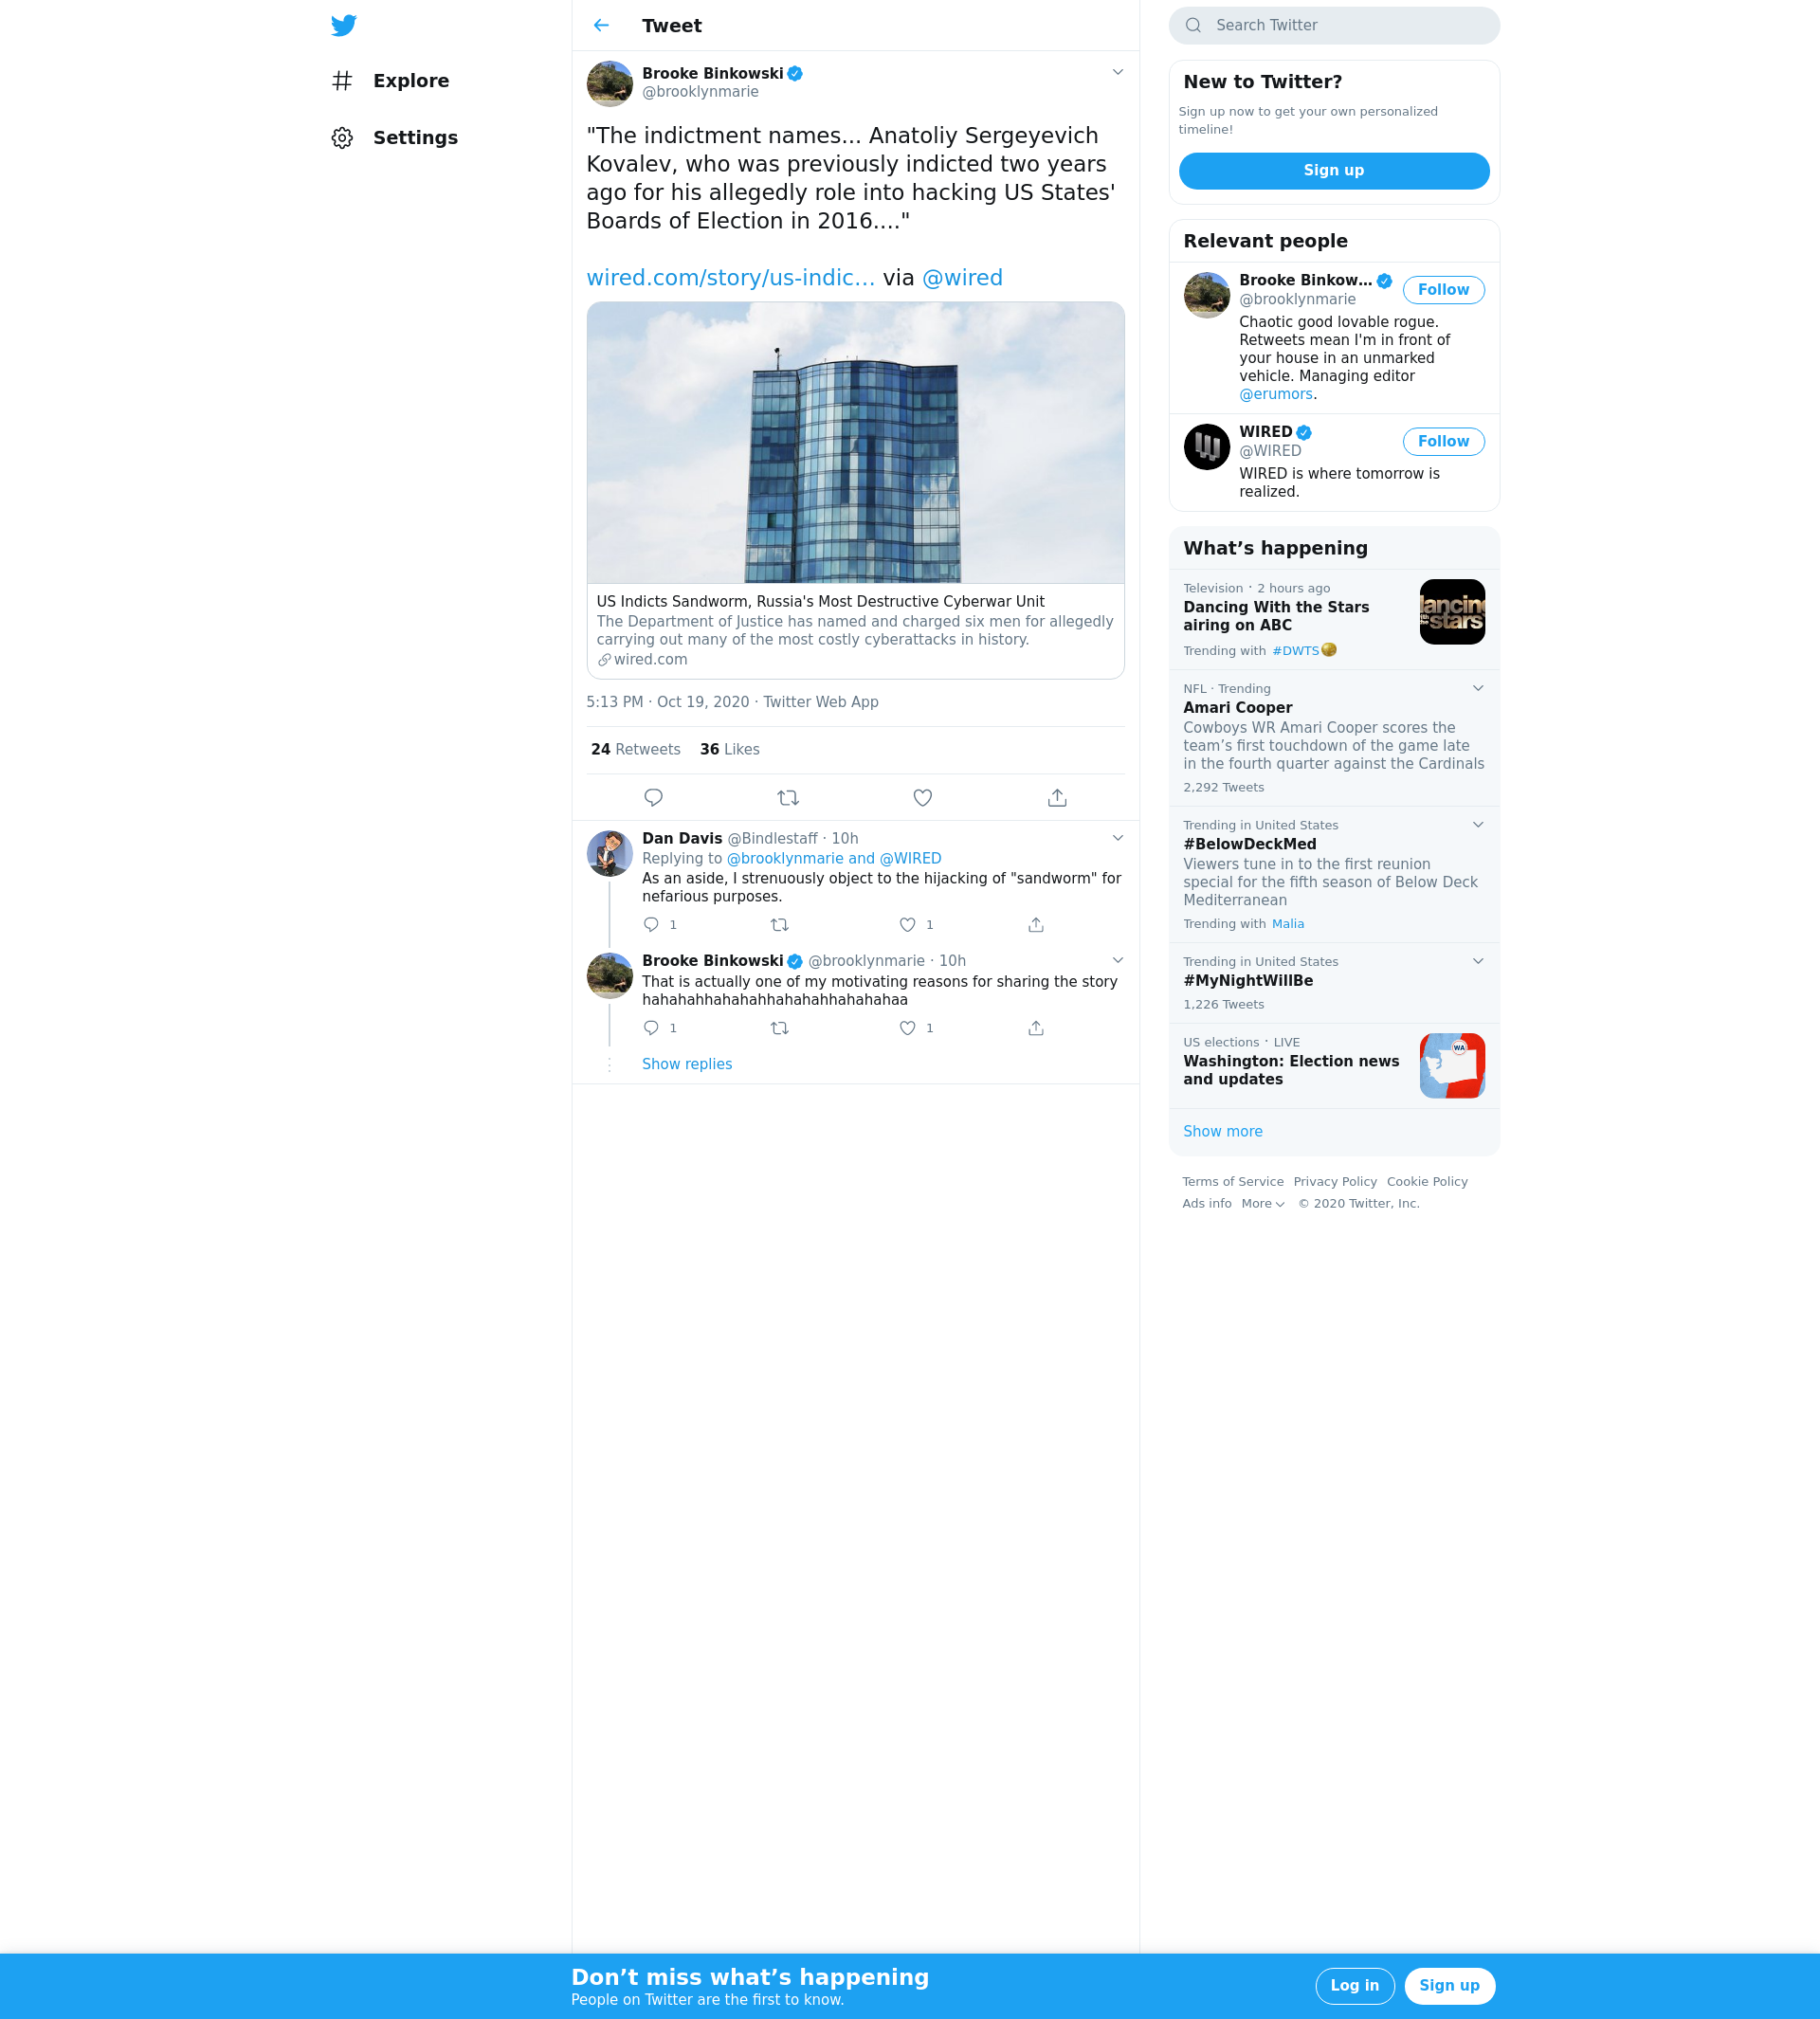 Explore
Settings
Tweet
Brooke Binkowski
@brooklynmarie
"The indictment names... Anatoliy Sergeyevich
Kovalev, who was previously indicted two years
ago for his allegedly role into hacking US States'
Boards of Election in 2016...."
wired.com/story/us-indic… via @wired
US Indicts Sandworm, Russia's Most Destructive Cyberwar Unit
The Department of Justice has named and charged six men for allegedly
carrying out many of the most costly cyberattacks in history.
wired.com
5:13 PM · Oct 19, 2020 · Twitter Web App
24 Retweets 36 Likes
Dan Davis @Bindlestaff · 10h
Replying to @brooklynmarie and @WIRED
As an aside, I strenuously object to the hijacking of "sandworm" for
nefarious purposes.
1 1
Brooke Binkowski @brooklynmarie · 10h
That is actually one of my motivating reasons for sharing the story
hahahahhahahahhahahahhahahahaa
1 1
Show replies
Search Twitter
New to Twitter?
Sign up now to get your own personalized
timeline!
Sign up
Relevant people
Brooke Binkow…
Follow
@brooklynmarie
Chaotic good lovable rogue.
Retweets mean I'm in front of
your house in an unmarked
vehicle. Managing editor
@erumors.
WIRED
Follow
@WIRED
WIRED is where tomorrow is
realized.
What’s happening
Television · 2 hours ago
Dancing With the Stars
airing on ABC
Trending with #DWTS
dancing
with the stars
NFL · Trending
Amari Cooper
Cowboys WR Amari Cooper scores the
team’s first touchdown of the game late
in the fourth quarter against the Cardinals
2,292 Tweets
Trending in United States
#BelowDeckMed
Viewers tune in to the first reunion
special for the fifth season of Below Deck
Mediterranean
Trending with Malia
Trending in United States
#MyNightWillBe
1,226 Tweets
US elections · LIVE
Washington: Election news
and updates
WA
Show more
Terms of Service Privacy Policy Cookie Policy
Ads info More © 2020 Twitter, Inc.
Don’t miss what’s happening
People on Twitter are the first to know.
Log in
Sign up